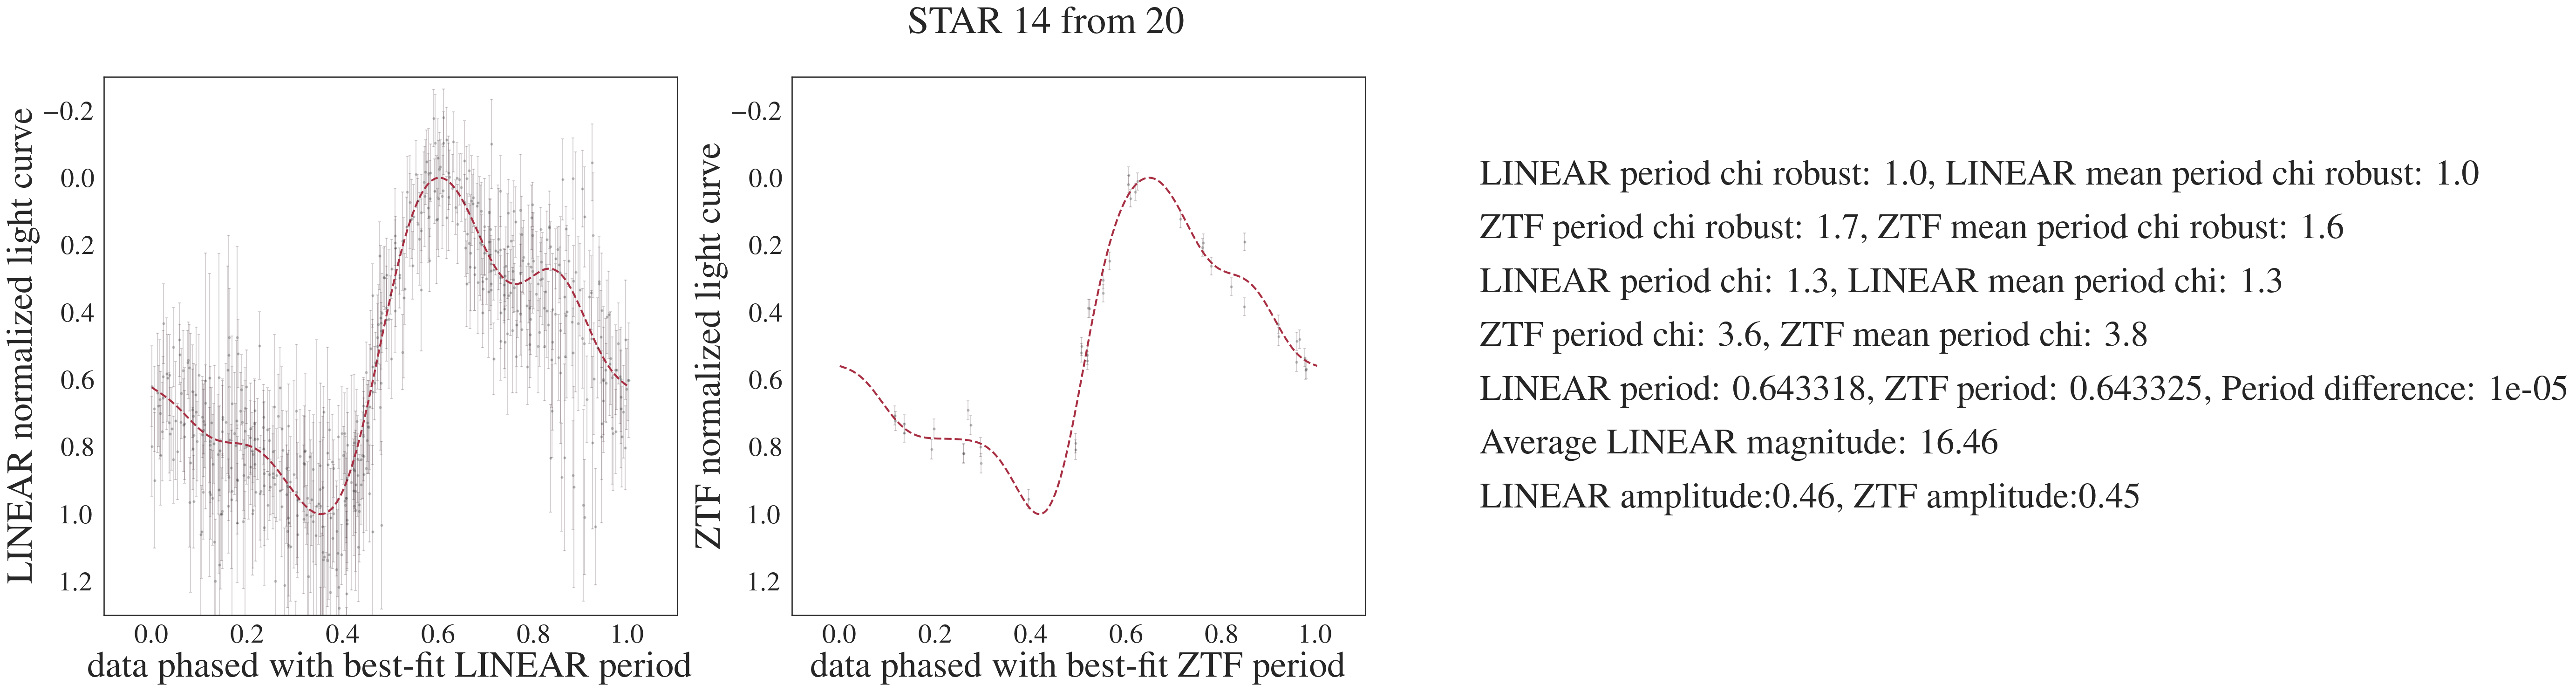 STAR 14 from 20
LINEAR normalized light curve
−0.2
0.0
0.2
0.4
0.6
0.8
1.0
1.2
0.0 0.2 0.4 0.6 0.8 1.0
data phased with best-fit LINEAR period
ZTF normalized light curve
−0.2
0.0
0.2
0.4
0.6
0.8
1.0
1.2
0.0 0.2 0.4 0.6 0.8 1.0
data phased with best-fit ZTF period
LINEAR period chi robust: 1.0, LINEAR mean period chi robust: 1.0
ZTF period chi robust: 1.7, ZTF mean period chi robust: 1.6
LINEAR period chi: 1.3, LINEAR mean period chi: 1.3
ZTF period chi: 3.6, ZTF mean period chi: 3.8
LINEAR period: 0.643318, ZTF period: 0.643325, Period difference: 1e-05
Average LINEAR magnitude: 16.46
LINEAR amplitude:0.46, ZTF amplitude:0.45